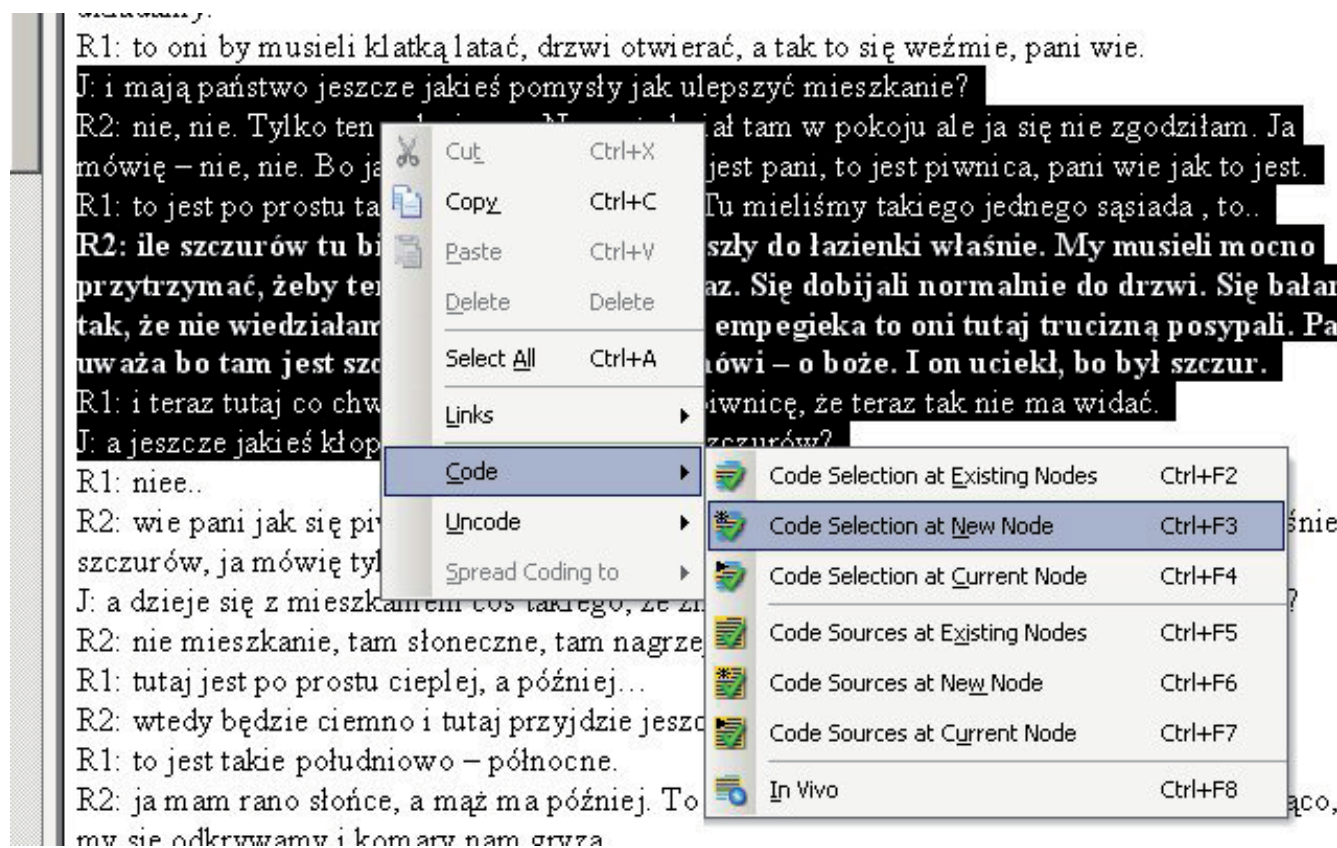 R1: to oni by musieli klatką latać, drzwi otwierać, a tak to się weźmie, pani wie.
J: i mają państwo jeszcze jakieś pomysły jak ulepszyć mieszkanie?
R2: nie, nie. Tylko ten ał tam w pokoju ale ja się nie zgodziłam. Ja
mówię – nie, nie. Bo ja jest pani, to jest piwnica, pani wie jak to jest.
R1: to jest po prostu ta Tu mieliśmy takiego jednego sąsiada , to..
R2: ile szczurów tu bi szły do łazienki właśnie. My musieli mocno
przytrzymać, żeby te az. Się dobijali normalnie do drzwi. Się bałam
tak, że nie wiedziałam empegieka to oni tutaj trucizną posypali. Pa
uważa bo tam jest szc ówi – o boże. I on uciekł, bo był szczur.
R1: i teraz tutaj co chw iwnicę, że teraz tak nie ma widać.
J: a jeszcze jakieś kłop szczurów?
R1: niee..
R2: wie pani jak się piw śnie
szczurów, ja mówię tyl
J: a dzieje się z mieszkaniem coś takiego, że ?
R2: nie mieszkanie, tam słoneczne, tam nagrze
R1: tutaj jest po prostu cieplej, a później…
R2: wtedy będzie ciemno i tutaj przyjdzie jeszc
R1: to jest takie południowo – północne.
R2: ja mam rano słońce, a mąż ma później. To ąco,
my się odkrywamy i komary nam gryzą
Cut Ctrl+X
Copy Ctrl+C
Paste Ctrl+V
Delete Delete
Select All Ctrl+A
Links
Code
Uncode
Spread Coding to
Code Selection at Existing Nodes Ctrl+F2
Code Selection at New Node Ctrl+F3
Code Selection at Current Node Ctrl+F4
Code Sources at Existing Nodes Ctrl+F5
Code Sources at New Node Ctrl+F6
Code Sources at Current Node Ctrl+F7
In Vivo Ctrl+F8